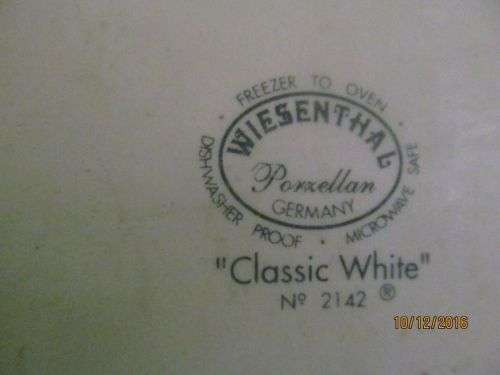 · FREEZER TO OVEN ·
WIESENTHAL
Porzellan
GERMANY
DISHWASHER PROOF · MICROWAVE SAFE
"Classic White"
Nº 2142 ®
10/12/2016